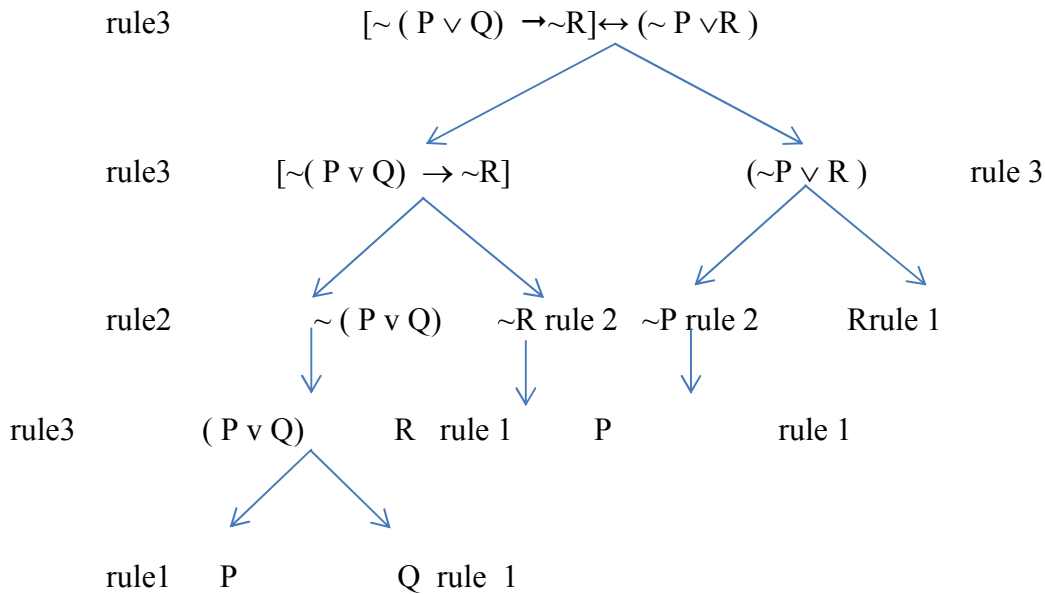 rule3 [~ ( P ∨ Q) →~R]↔ (~ P ∨R )
rule3 [~( P v Q) → ~R] (~P ∨ R ) rule 3
rule2 ~ ( P v Q) ~R rule 2 ~P rule 2 Rrule 1
rule3 ( P v Q) R rule 1 P rule 1
rule1 P Q rule 1